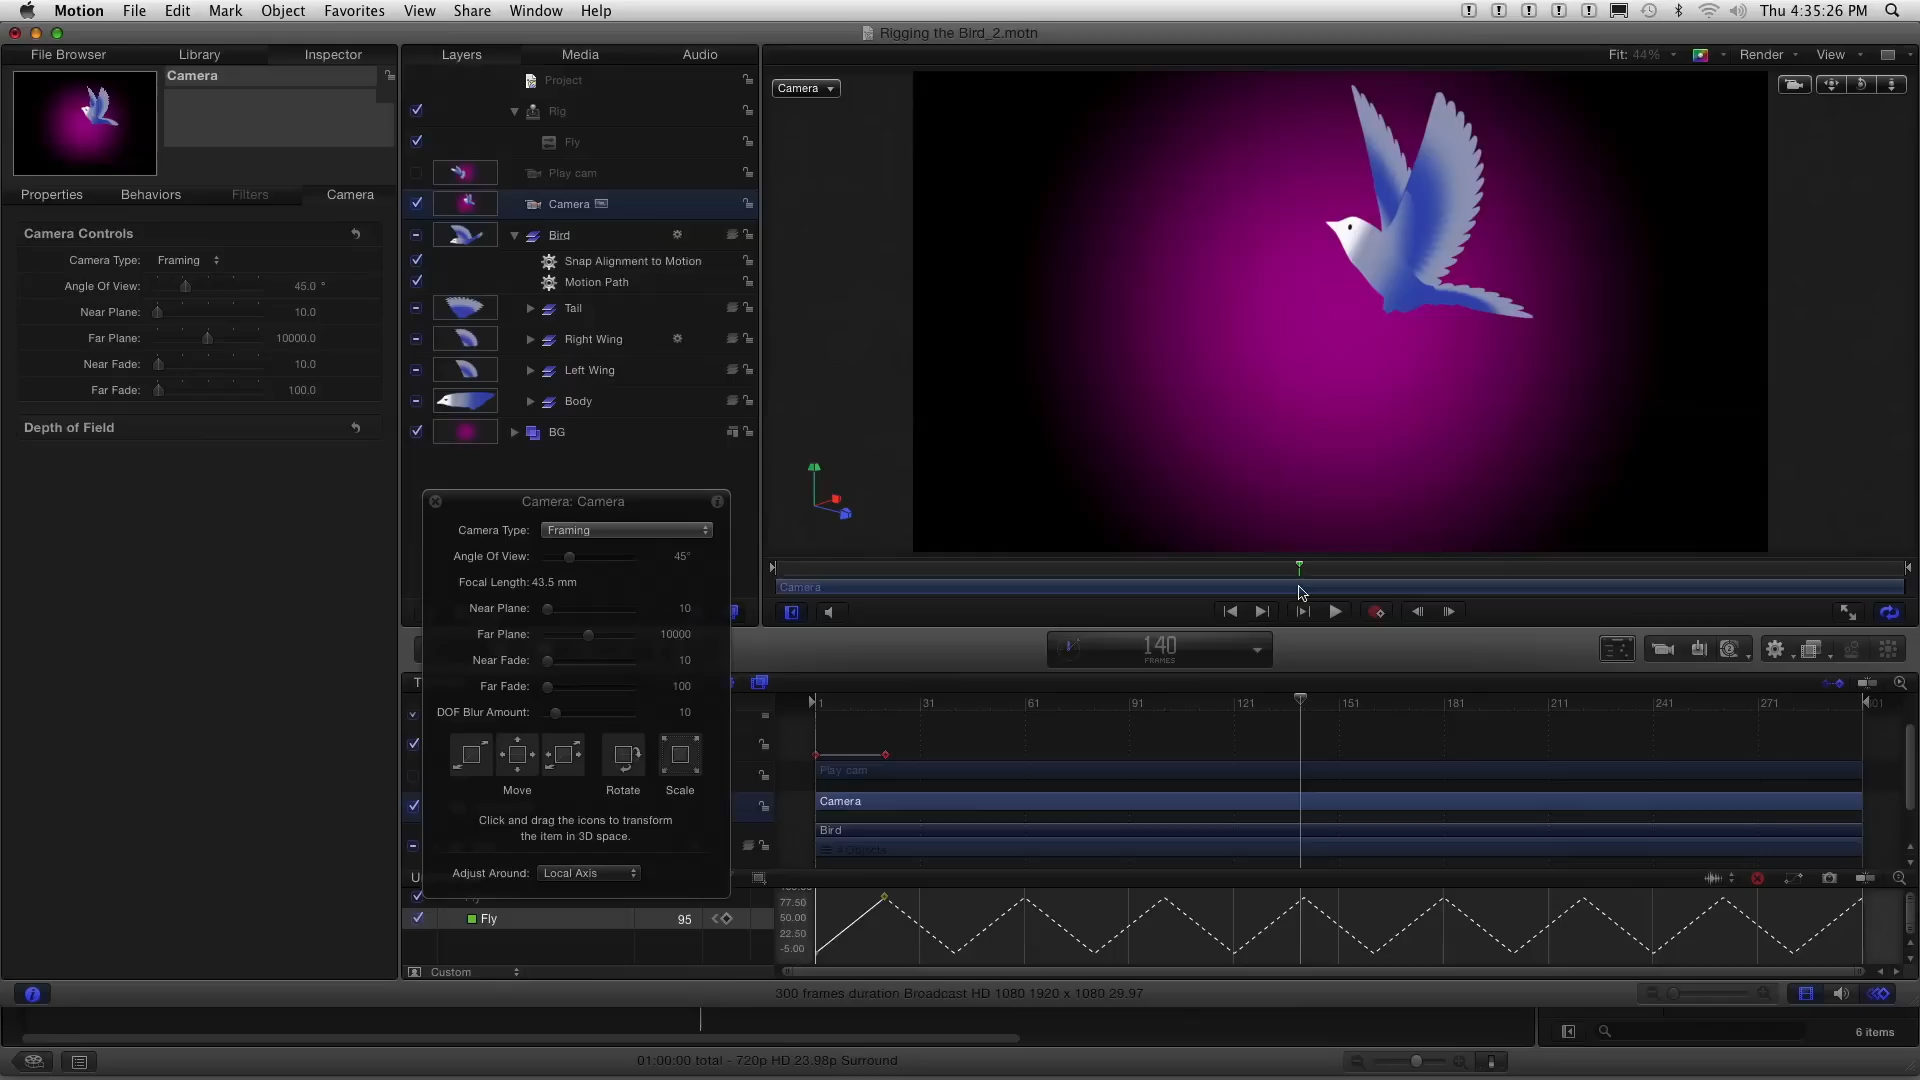 Motion File Edit Mark Object Favorites View Share Window Help Thu 4:35:26 PM
Rigging the Bird_2.motn
File Browser Library Inspector Layers Media Audio Fit: 44% Render View
Camera
Project
Camera
Rig
Fly
Play cam
Properties Behaviors Filters Camera
Camera
Camera Controls
Bird
Camera Type: Framing
Snap Alignment to Motion
Angle Of View: 45.0 °
Motion Path
Near Plane: 10.0
Tail
Far Plane: 10000.0
Right Wing
Near Fade: 10.0
Left Wing
Far Fade: 100.0
Body
Depth of Field
BG
Camera: Camera
Camera Type: Framing
Angle Of View: 45°
Focal Length: 43.5 mm
Near Plane: 10
Far Plane: 10000
Near Fade: 10
Far Fade: 100
DOF Blur Amount: 10
Move Rotate Scale
Click and drag the icons to transform
the item in 3D space.
Adjust Around: Local Axis
Camera
140
FRAMES
1 31 61 91 121 151 181 211 241 271
Play cam
Camera
Bird
4 Objects
Fly 95
77.50
50.00
22.50
-5.00
Custom
300 frames duration Broadcast HD 1080 1920 x 1080 29.97
6 items
01:00:00 total - 720p HD 23.98p Surround